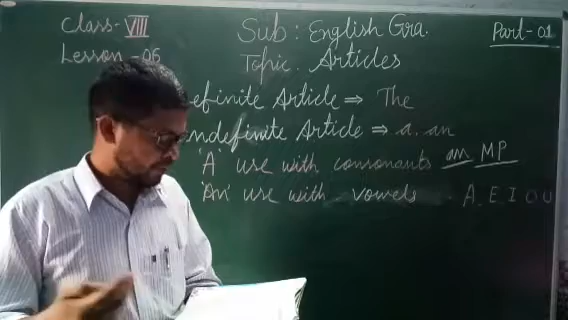 Class- VIII
Sub : English Gra.
Part-01
Lesson - 06
Topic. Articles
efinite Article ⇒ The
ndefinite Article ⇒ a. an
'A' use with consonants an MP
'An' use with vowels . A, E I O U